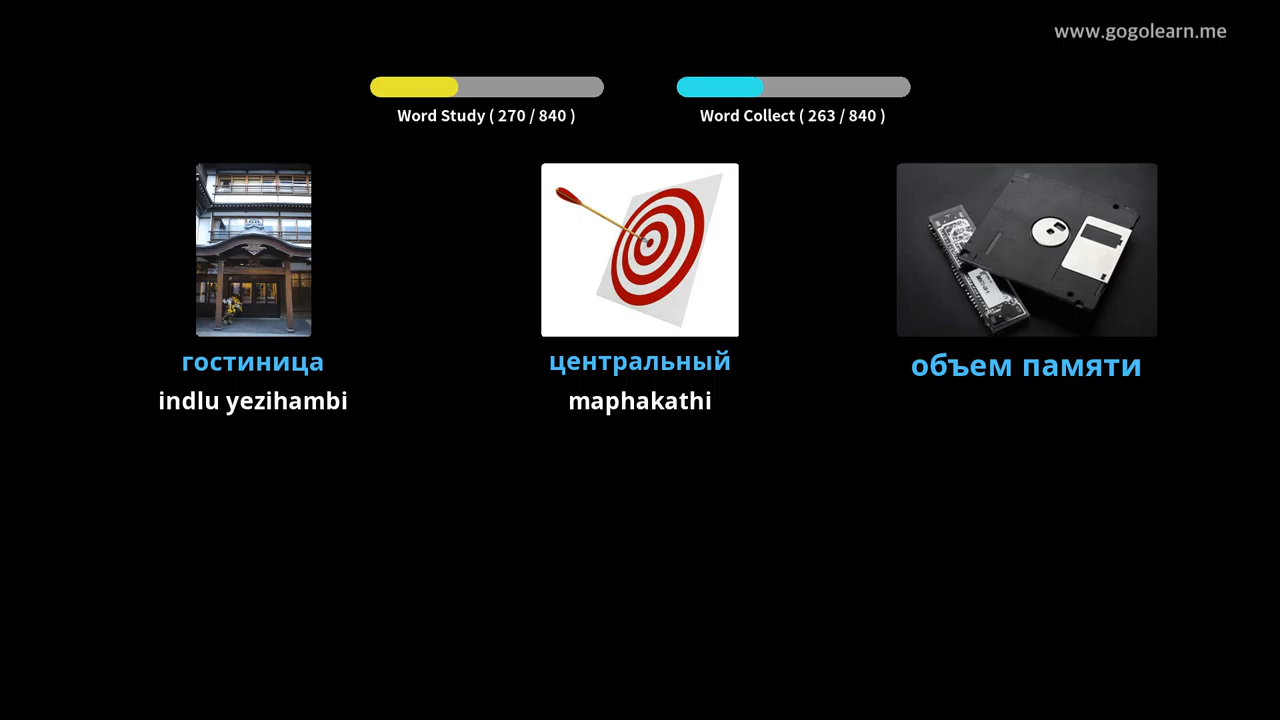 www.gogolearn.me
Word Study ( 270 / 840 )
Word Collect ( 263 / 840 )
гостиница
центральный
объем памяти
indlu yezihambi
maphakathi